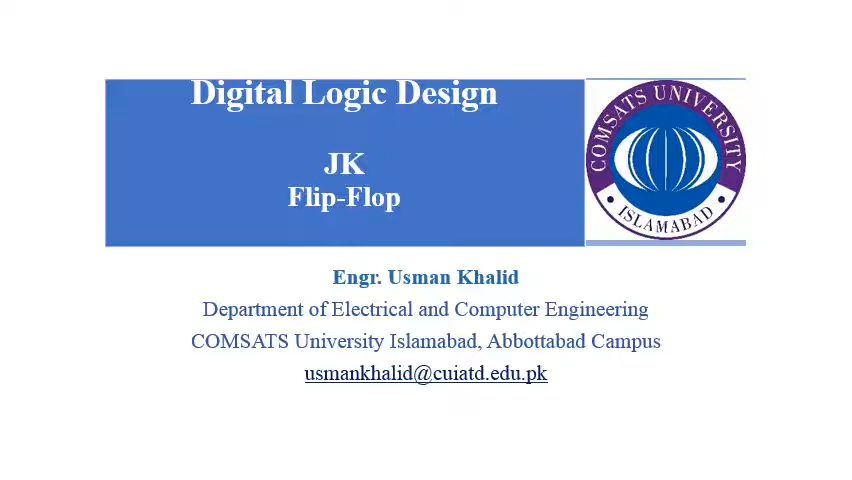 Digital Logic Design
JK
Flip-Flop
COMSATS UNIVERSITY
ISLAMABAD
Engr. Usman Khalid
Department of Electrical and Computer Engineering
COMSATS University Islamabad, Abbottabad Campus
usmankhalid@cuiatd.edu.pk